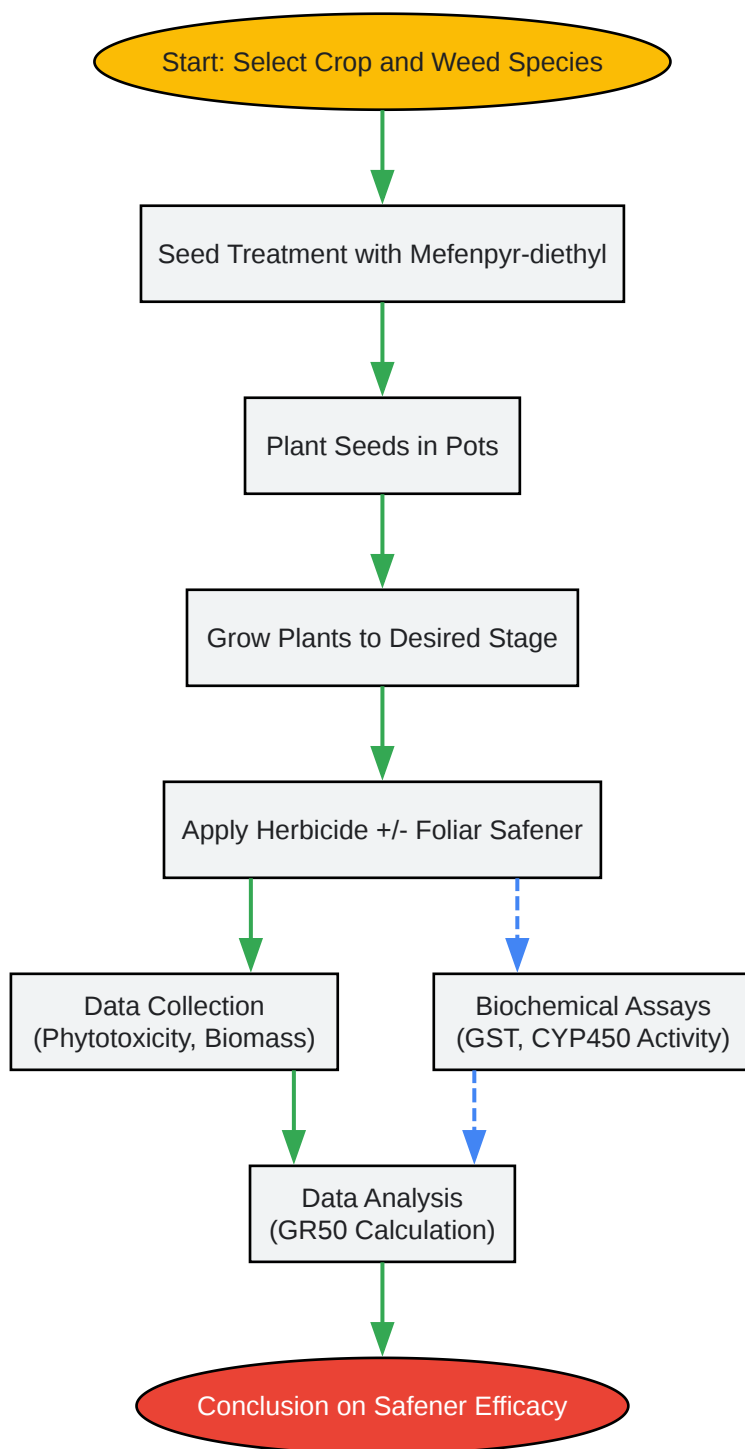 Start: Select Crop and Weed Species
Seed Treatment with Mefenpyr-diethyl
Plant Seeds in Pots
Grow Plants to Desired Stage
Apply Herbicide +/- Foliar Safener
Data Collection
(Phytotoxicity, Biomass)
Biochemical Assays
(GST, CYP450 Activity)
Data Analysis
(GR50 Calculation)
Conclusion on Safener Efficacy